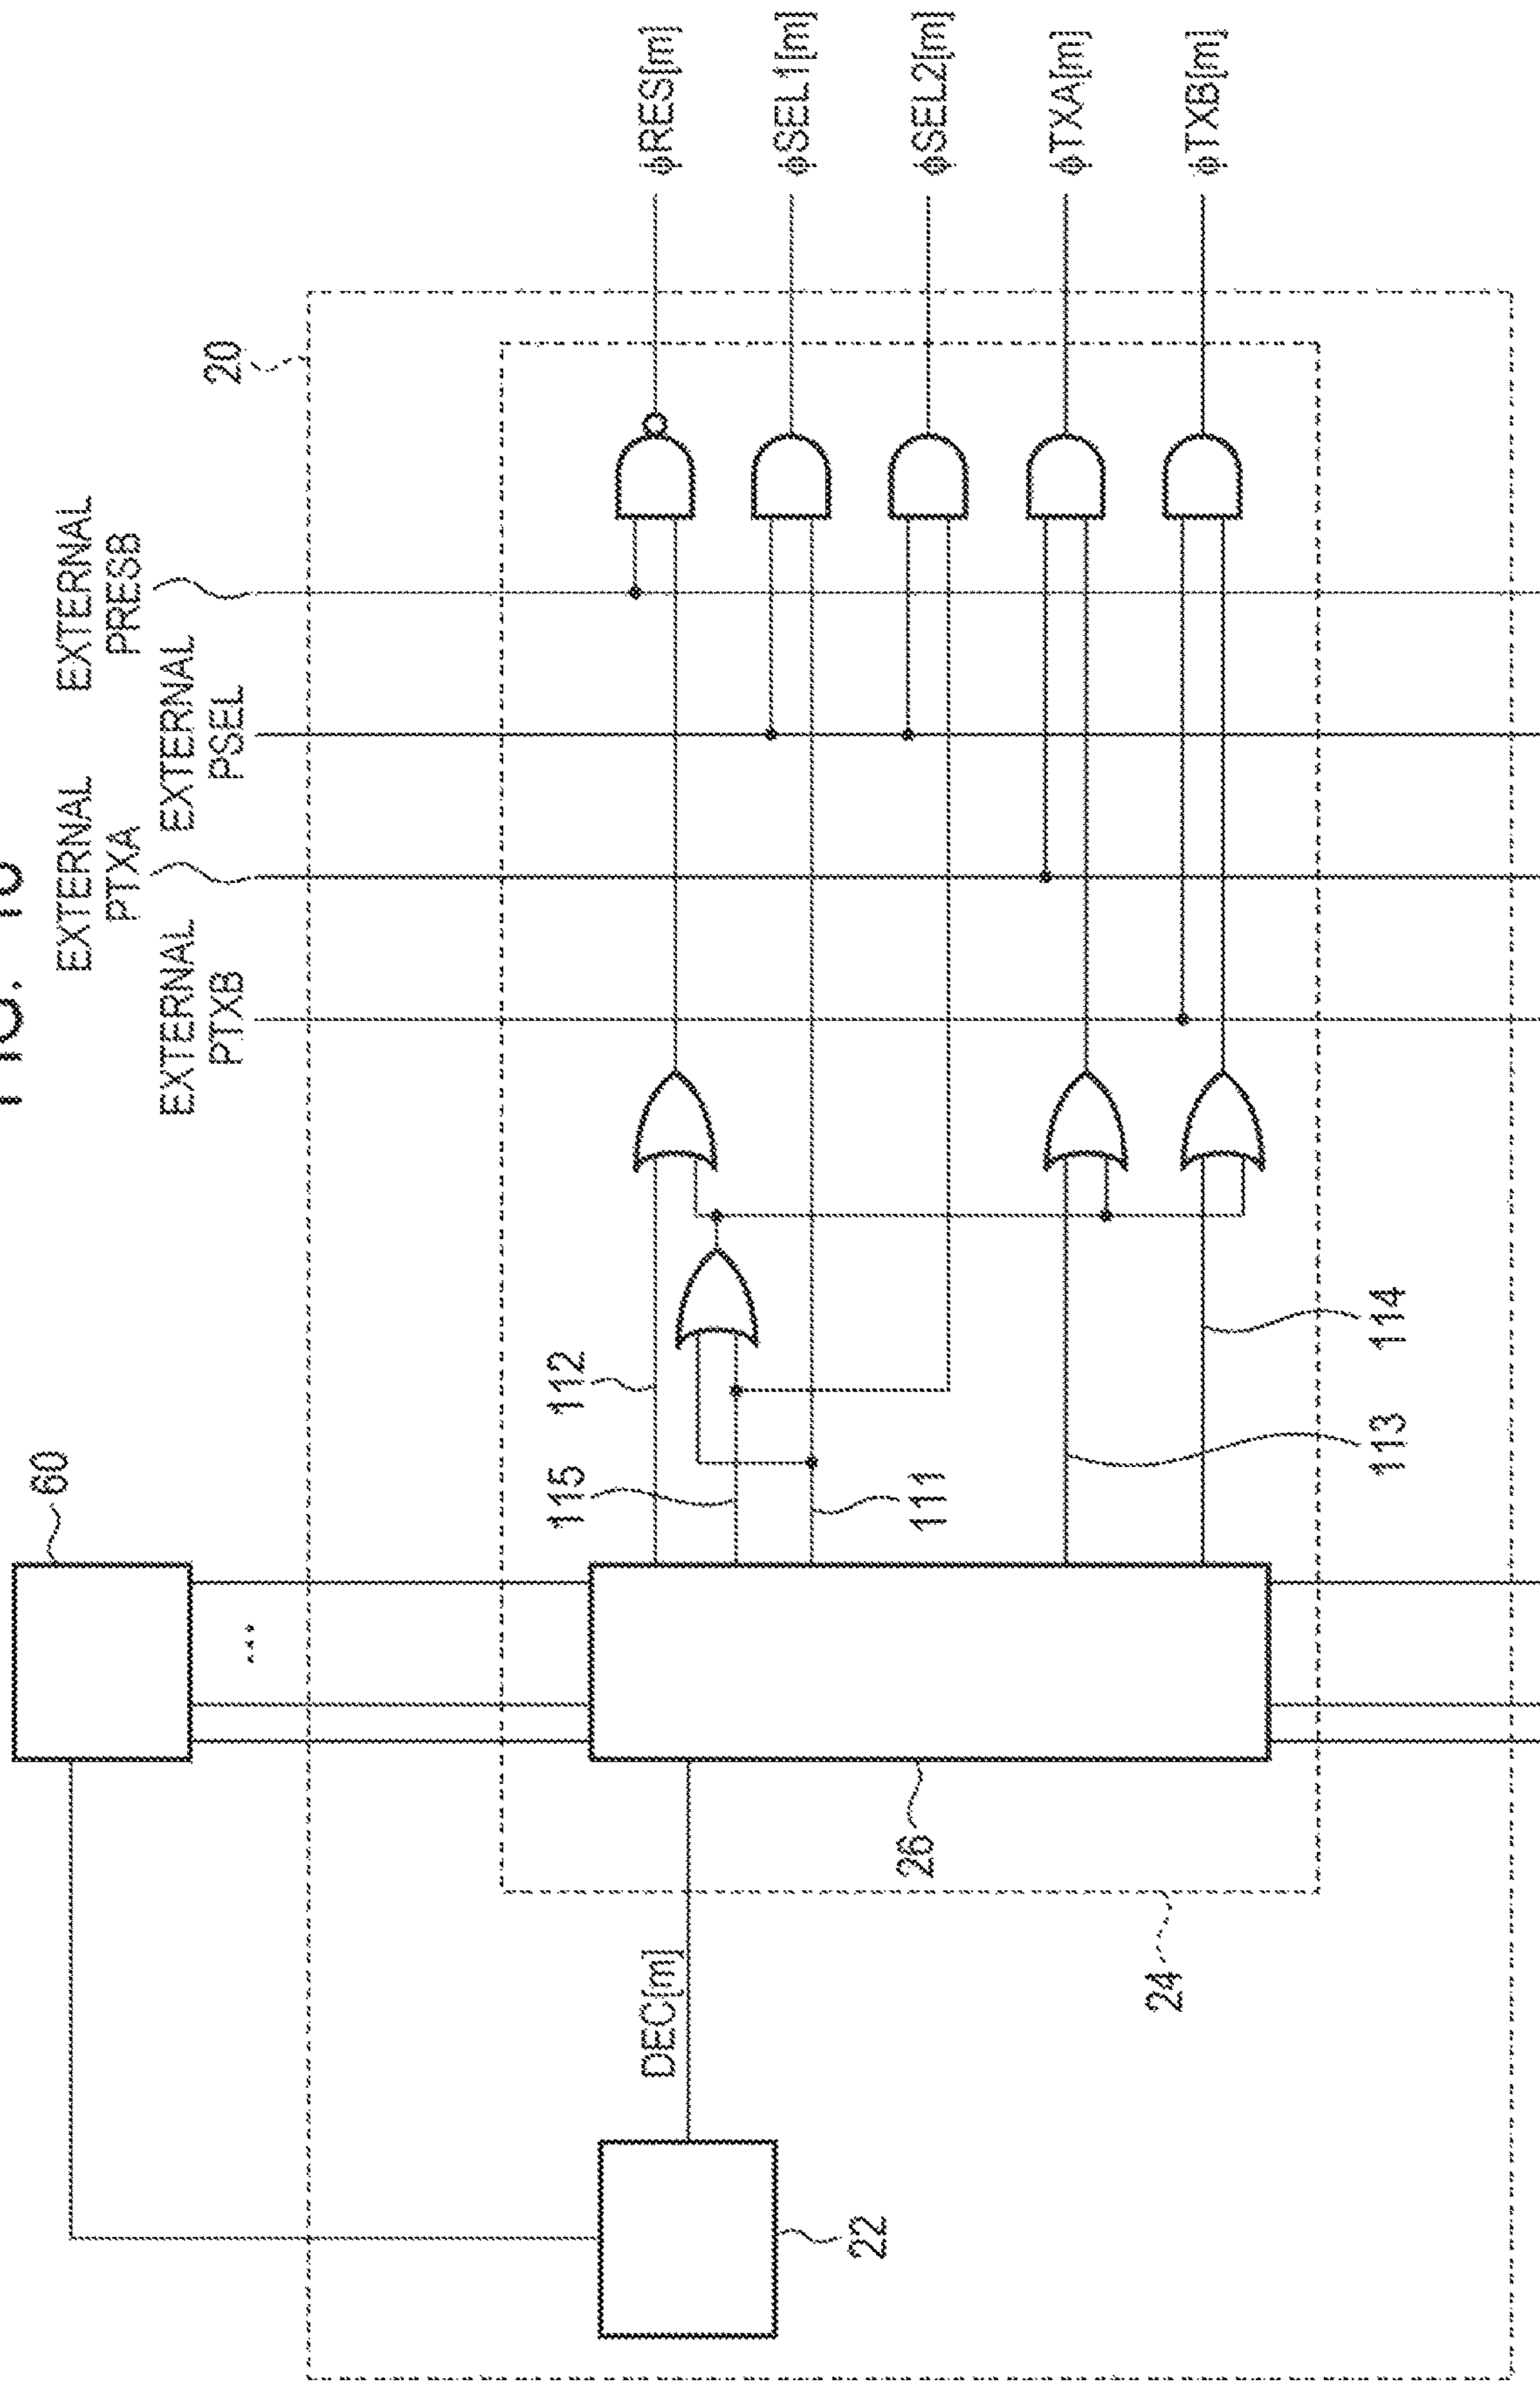 EXTERNAL
PTXB
EXTERNAL
PTXA
EXTERNAL
PSEL
EXTERNAL
PRESB
20
60
22
DEC[m]
24
26
115
112
111
113
114
φRES[m]
φSEL1[m]
φSEL2[m]
φTXA[m]
φTXB[m]